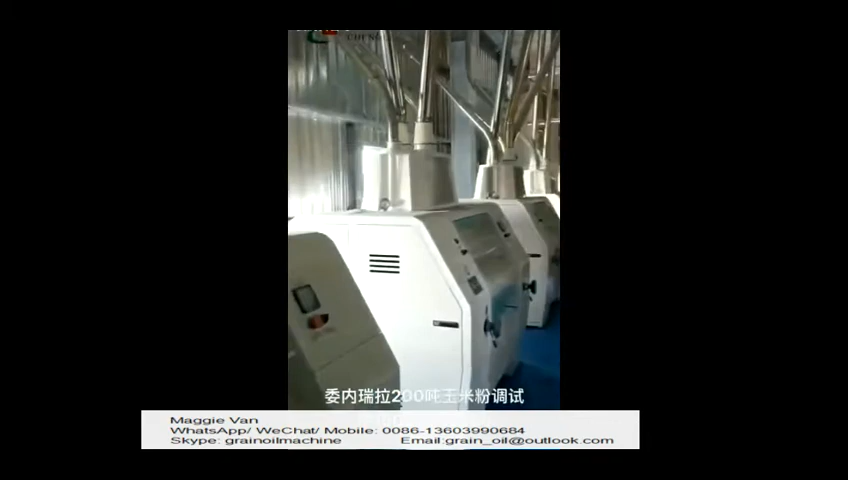 委内瑞拉200吨玉米粉调试
Maggie Van
WhatsApp/ WeChat/ Mobile: 0086-13603990684
Skype: grainoilmachine Email:grain_oil@outlook.com